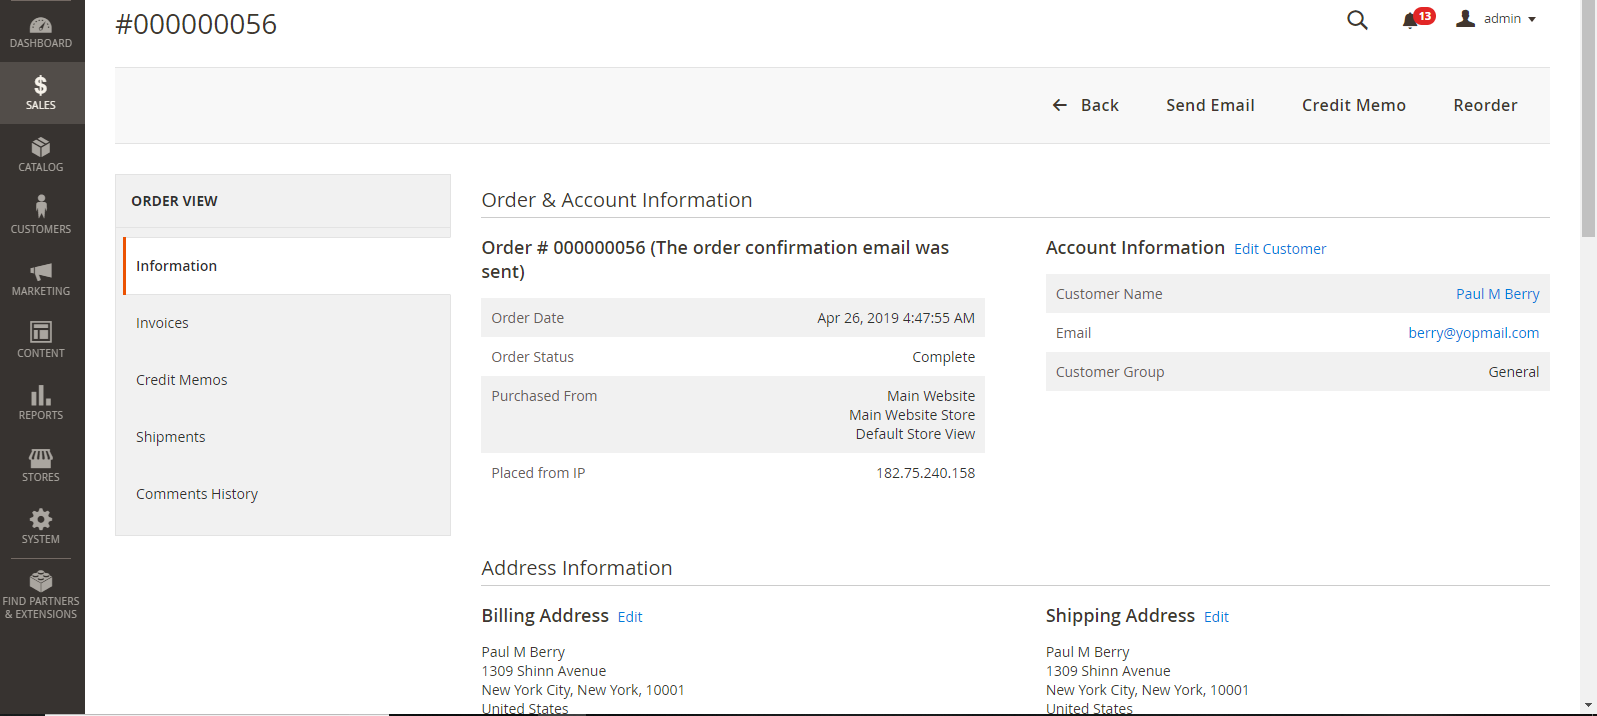 #000000056
13
admin
DASHBOARD
SALES
CATALOG
CUSTOMERS
MARKETING
CONTENT
REPORTS
STORES
SYSTEM
FIND PARTNERS
& EXTENSIONS
Back
Send Email
Credit Memo
Reorder
ORDER VIEW
Information
Invoices
Credit Memos
Shipments
Comments History
Order & Account Information
Order # 000000056 (The order confirmation email was
sent)
Order Date Apr 26, 2019 4:47:55 AM
Order Status Complete
Purchased From Main Website
Main Website Store
Default Store View
Placed from IP 182.75.240.158
Account Information Edit Customer
Customer Name Paul M Berry
Email berry@yopmail.com
Customer Group General
Address Information
Billing Address Edit
Paul M Berry
1309 Shinn Avenue
New York City, New York, 10001
United States
Shipping Address Edit
Paul M Berry
1309 Shinn Avenue
New York City, New York, 10001
United States